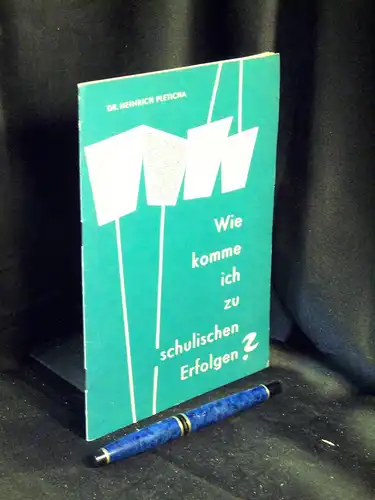 DR. HEINRICH PLETICHA
Wie
komme
ich
zu
schulischen
Erfolgen?